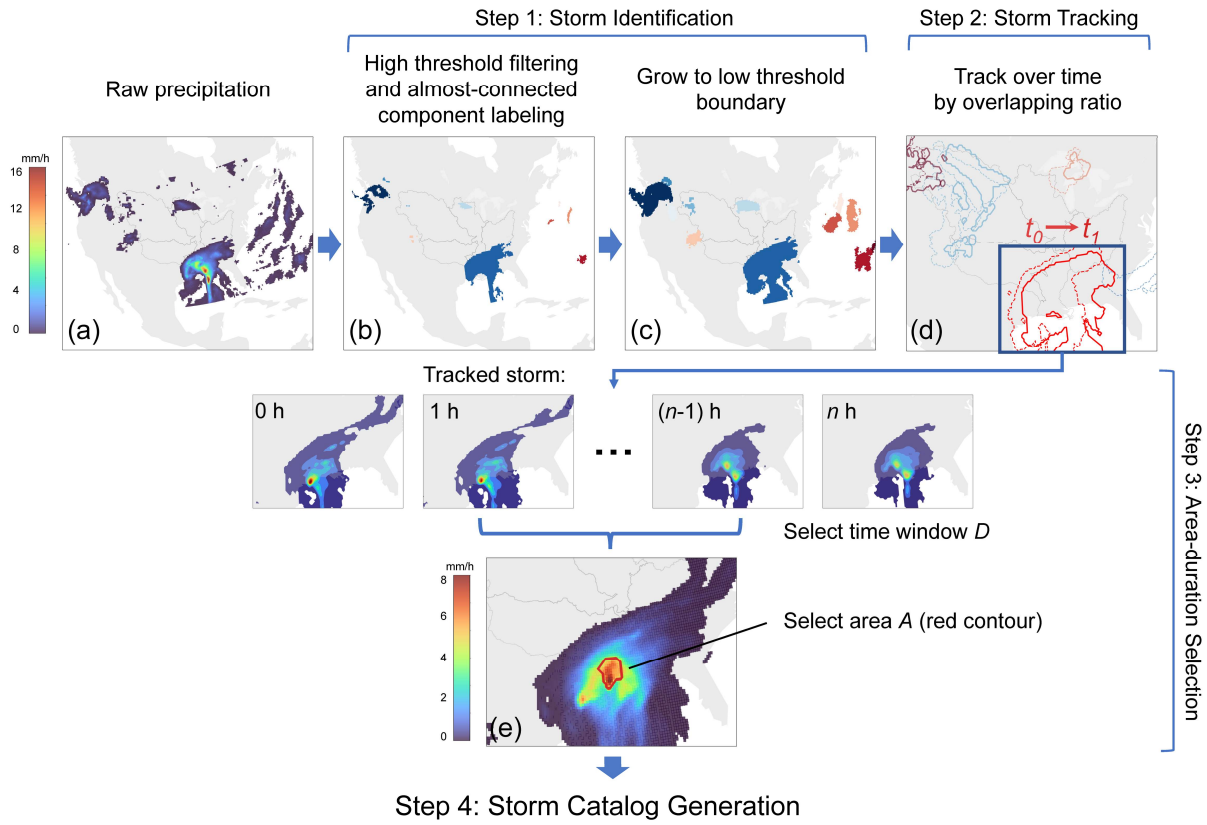 Step 1: Storm Identification
Step 2: Storm Tracking
Raw precipitation
High threshold filtering
and almost-connected
component labeling
Grow to low threshold
boundary
Track over time
by overlapping ratio
mm/h
16
12
8
4
0
(a)
(b)
(c)
t0
t1
(d)
Tracked storm:
0 h
1 h
...
(n-1) h
n h
Step 3: Area-duration Selection
Select time window D
mm/h
8
6
4
2
0
Select area A (red contour)
(e)
Step 4: Storm Catalog Generation